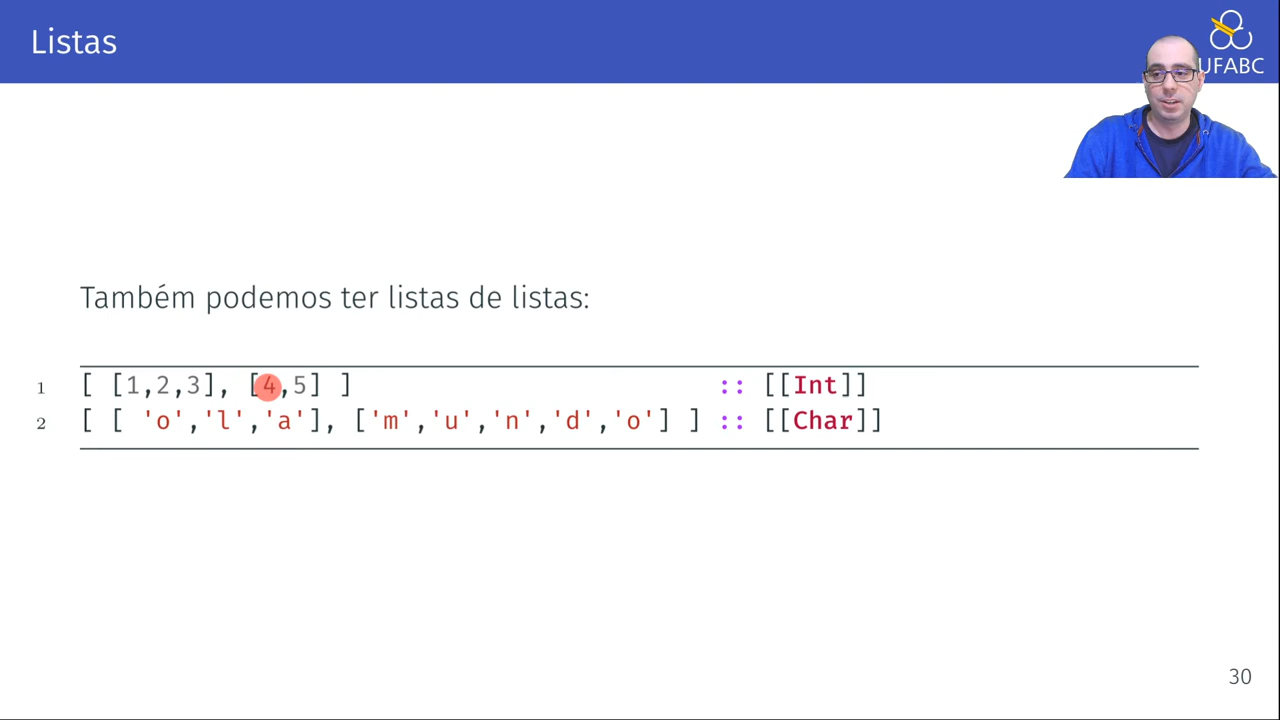 Listas
UFABC
Também podemos ter listas de listas:
1 [ [1,2,3], [4,5] ] :: [[Int]]
2 [ [ 'o','l','a'], ['m','u','n','d','o'] ] :: [[Char]]
30